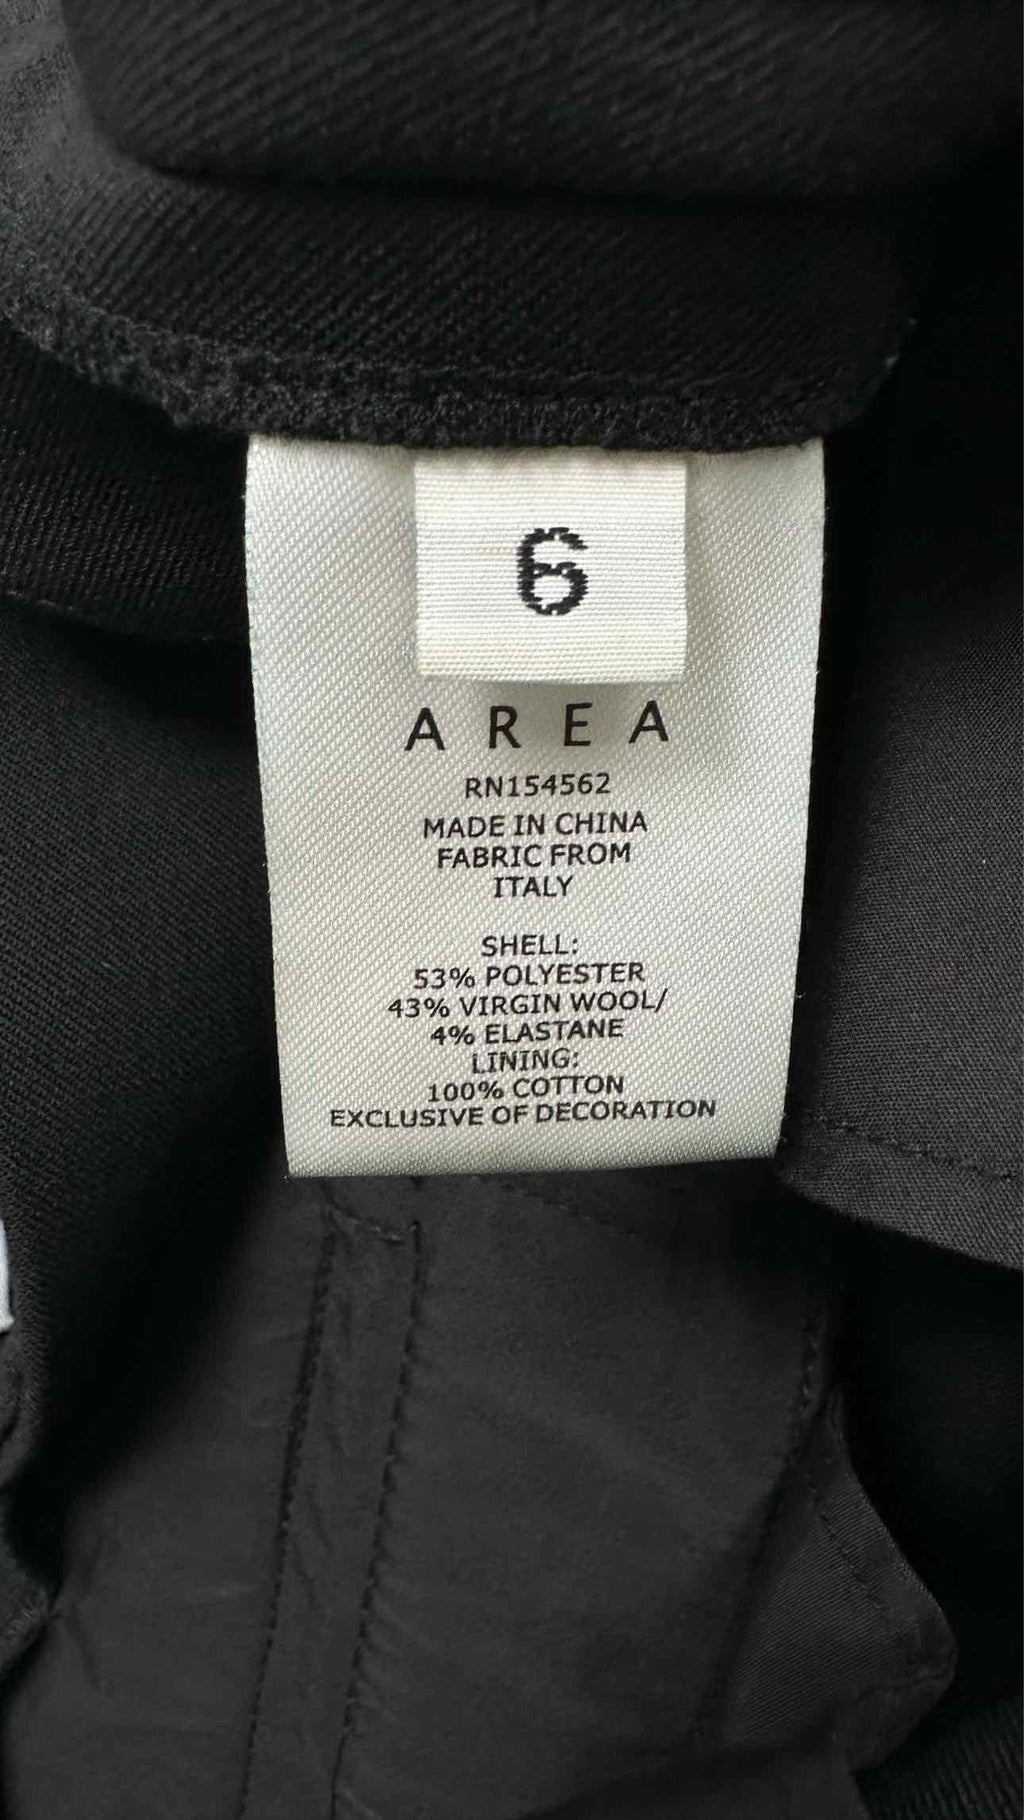 6
AREA
RN154562
MADE IN CHINA
FABRIC FROM
ITALY
SHELL:
53% POLYESTER
43% VIRGIN WOOL/
4% ELASTANE
LINING:
100% COTTON
EXCLUSIVE OF DECORATION